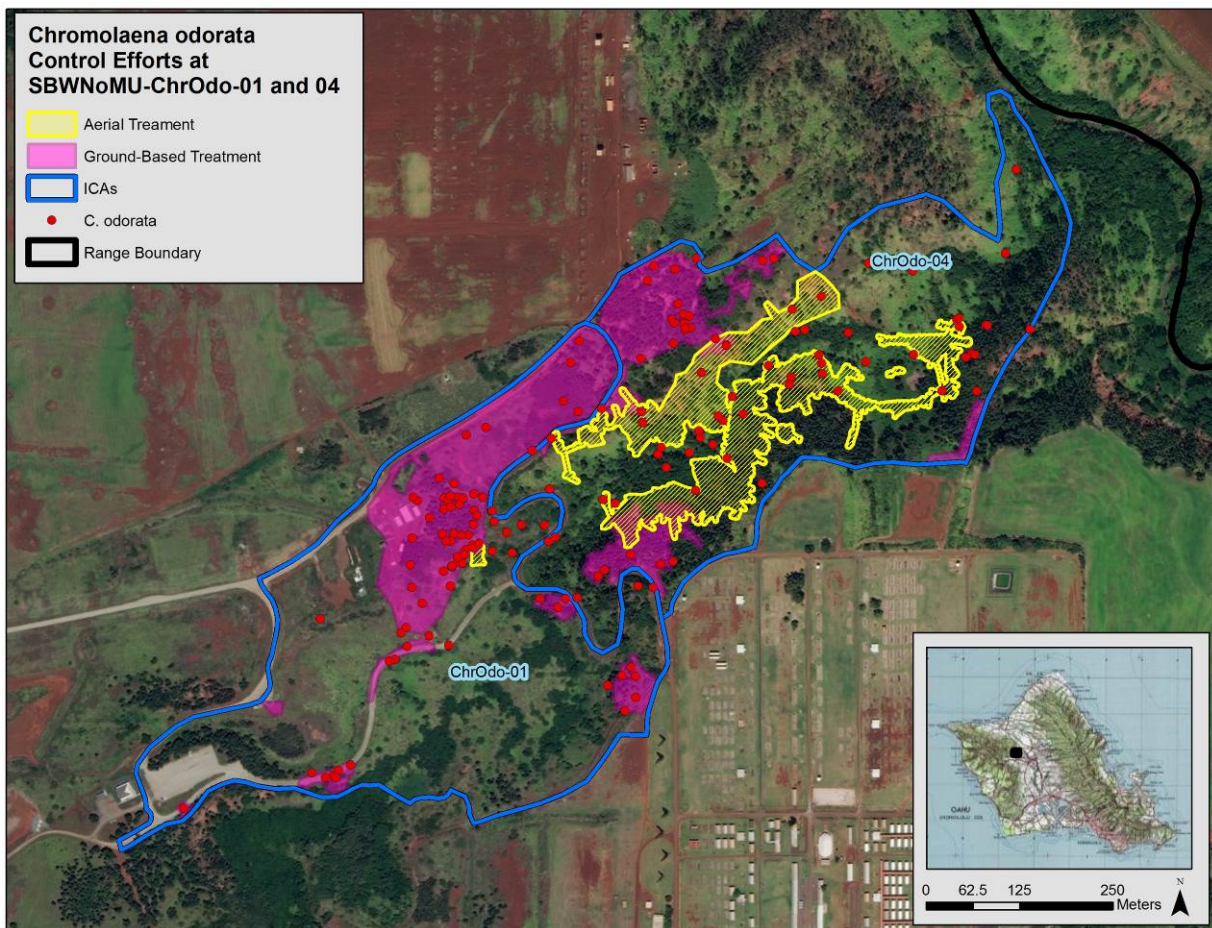 Chromolaena odorata
Control Efforts at
SBWNoMU-ChrOdo-01 and 04
Aerial Treament
Ground-Based Treatment
ICAs
C. odorata
Range Boundary
ChrOdo-04
ChrOdo-01
OAHU
N
0 62.5 125 250
Meters